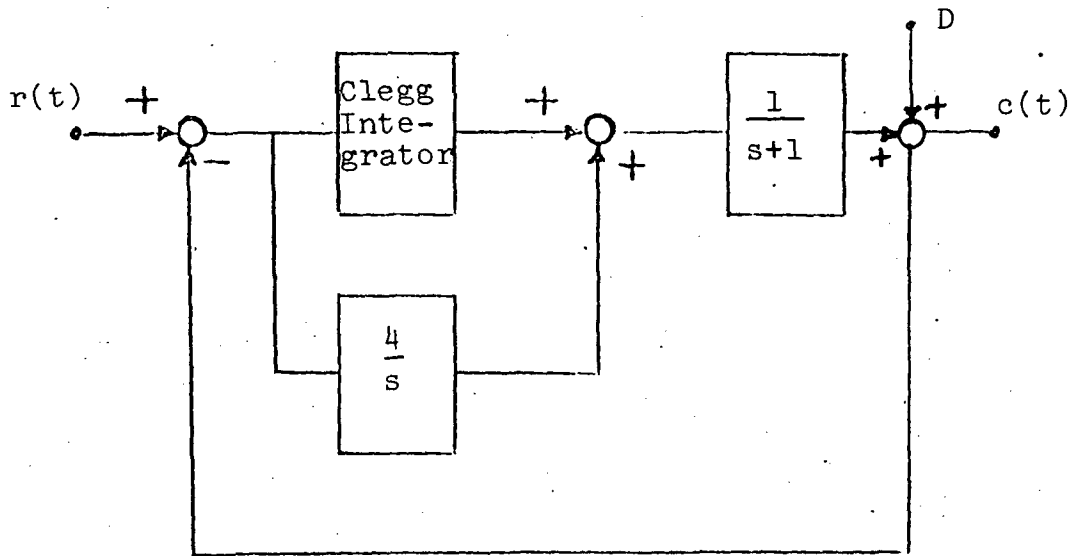 D
r(t)
+
Clegg
Inte-
grator
+
1
s+1
+
c(t)
-
+
+
4
s